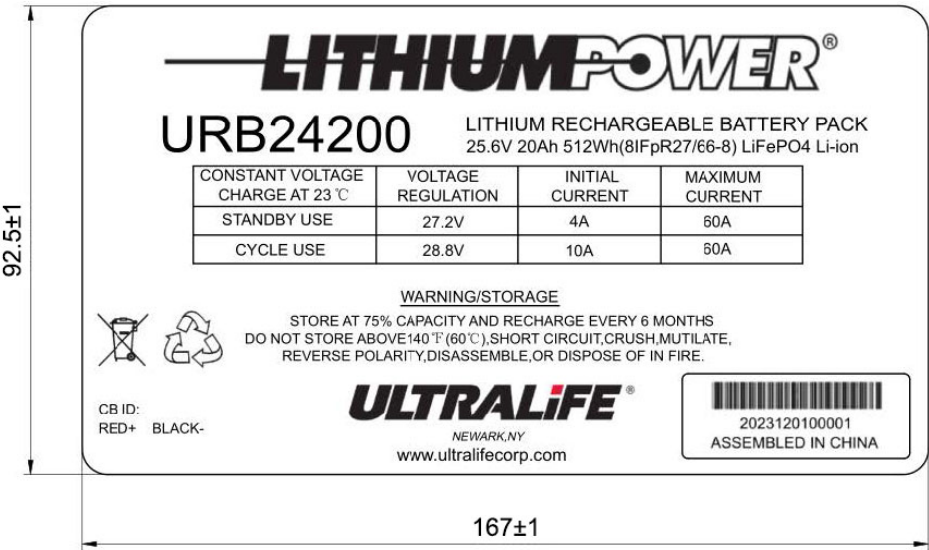 LITHIUMPOWER®
URB24200
LITHIUM RECHARGEABLE BATTERY PACK
25.6V 20Ah 512Wh(8IFpR27/66-8) LiFePO4 Li-ion
CONSTANT VOLTAGE CHARGE AT 23℃ VOLTAGE REGULATION INITIAL CURRENT MAXIMUM CURRENT
STANDBY USE 27.2V 4A 60A
CYCLE USE 28.8V 10A 60A
WARNING/STORAGE
STORE AT 75% CAPACITY AND RECHARGE EVERY 6 MONTHS
DO NOT STORE ABOVE140℉(60℃),SHORT CIRCUIT,CRUSH,MUTILATE,
REVERSE POLARITY,DISASSEMBLE,OR DISPOSE OF IN FIRE.
CB ID:
RED+ BLACK-
ULTRALiFE®
NEWARK,NY
www.ultralifecorp.com
2023120100001
ASSEMBLED IN CHINA
92.5±1
167±1